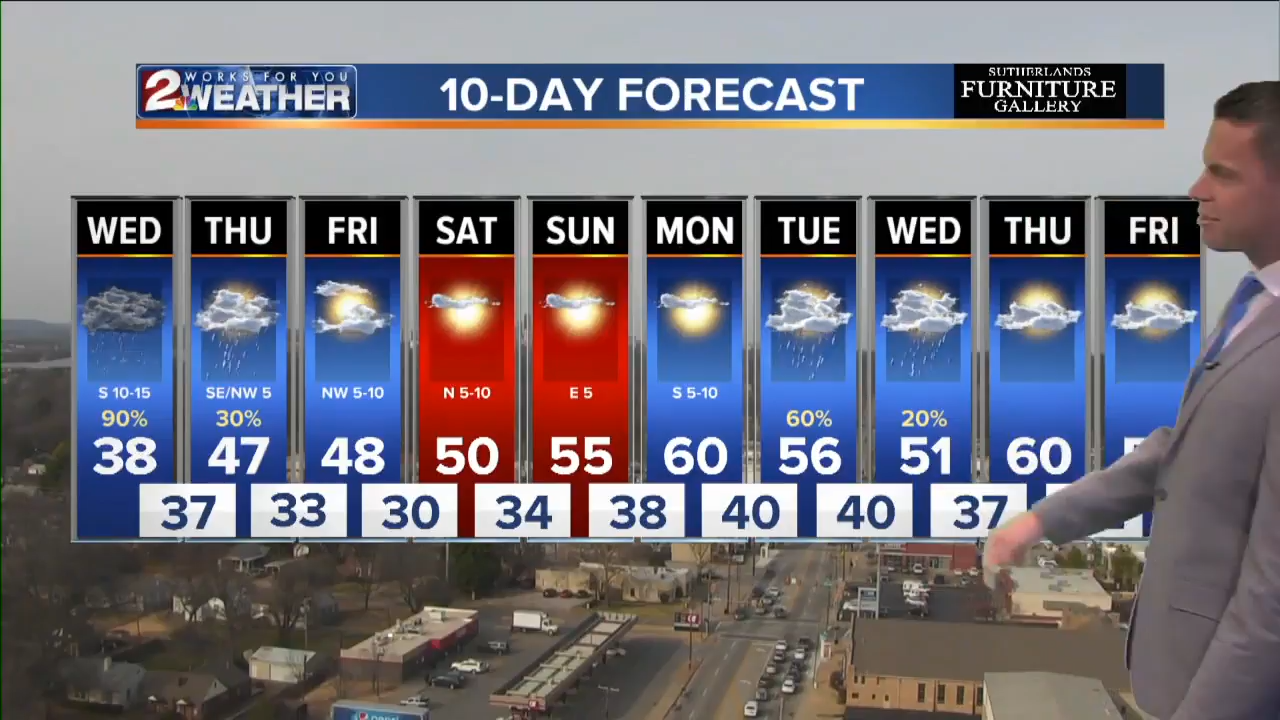 2 WORKS FOR YOU
WEATHER
10-DAY FORECAST
SUTHERLANDS
FURNITURE
GALLERY
WED THU FRI SAT SUN MON TUE WED THU FRI
S 10-15 SE/NW 5 NW 5-10 N 5-10 E 5 S 5-10
90% 30% 60% 20%
38 47 48 50 55 60 56 51 60
37 33 30 34 38 40 40 37
pepsi